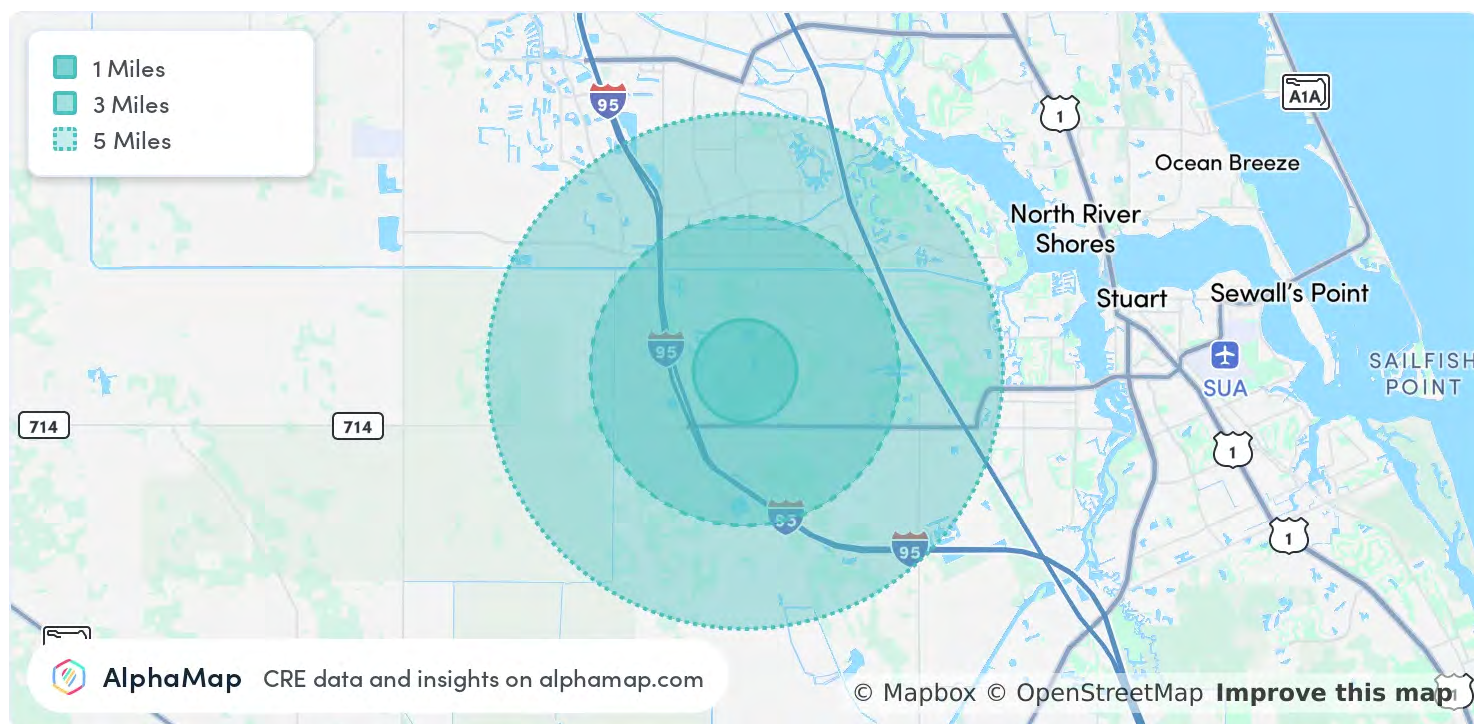 1 Miles
3 Miles
5 Miles
95
1
A1A
Ocean Breeze
North River
Shores
Stuart
Sewall's Point
95
SUA
SAILFISH
POINT
714
714
1
95
95
1
AlphaMap CRE data and insights on alphamap.com
© Mapbox © OpenStreetMap Improve this map